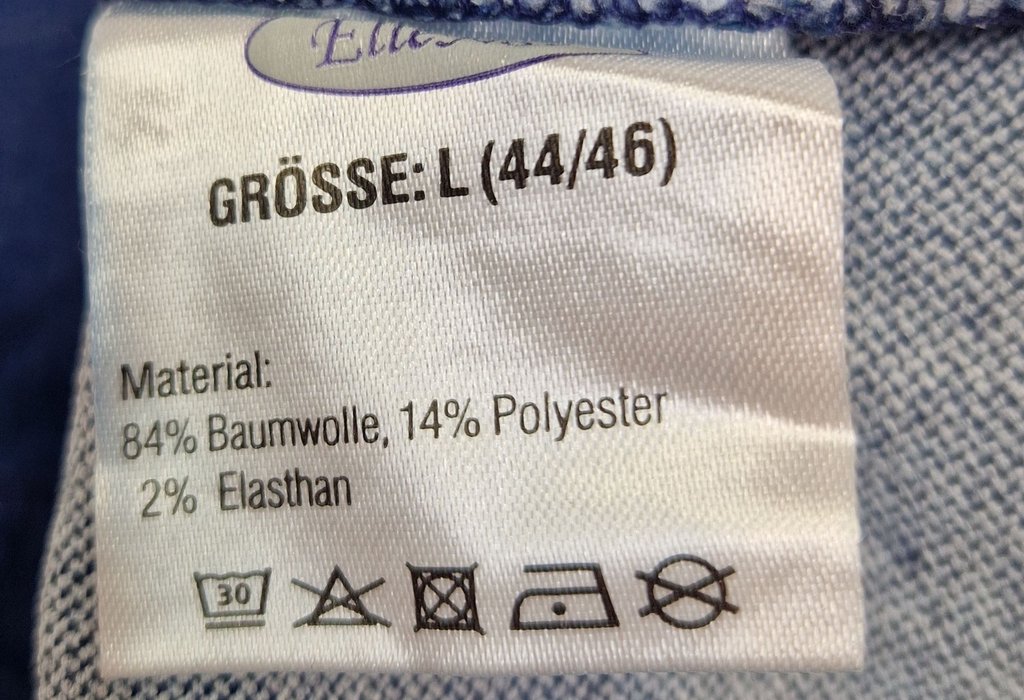 GRÖSSE: L (44/46)
Material:
84% Baumwolle, 14% Polyester
2% Elasthan
30